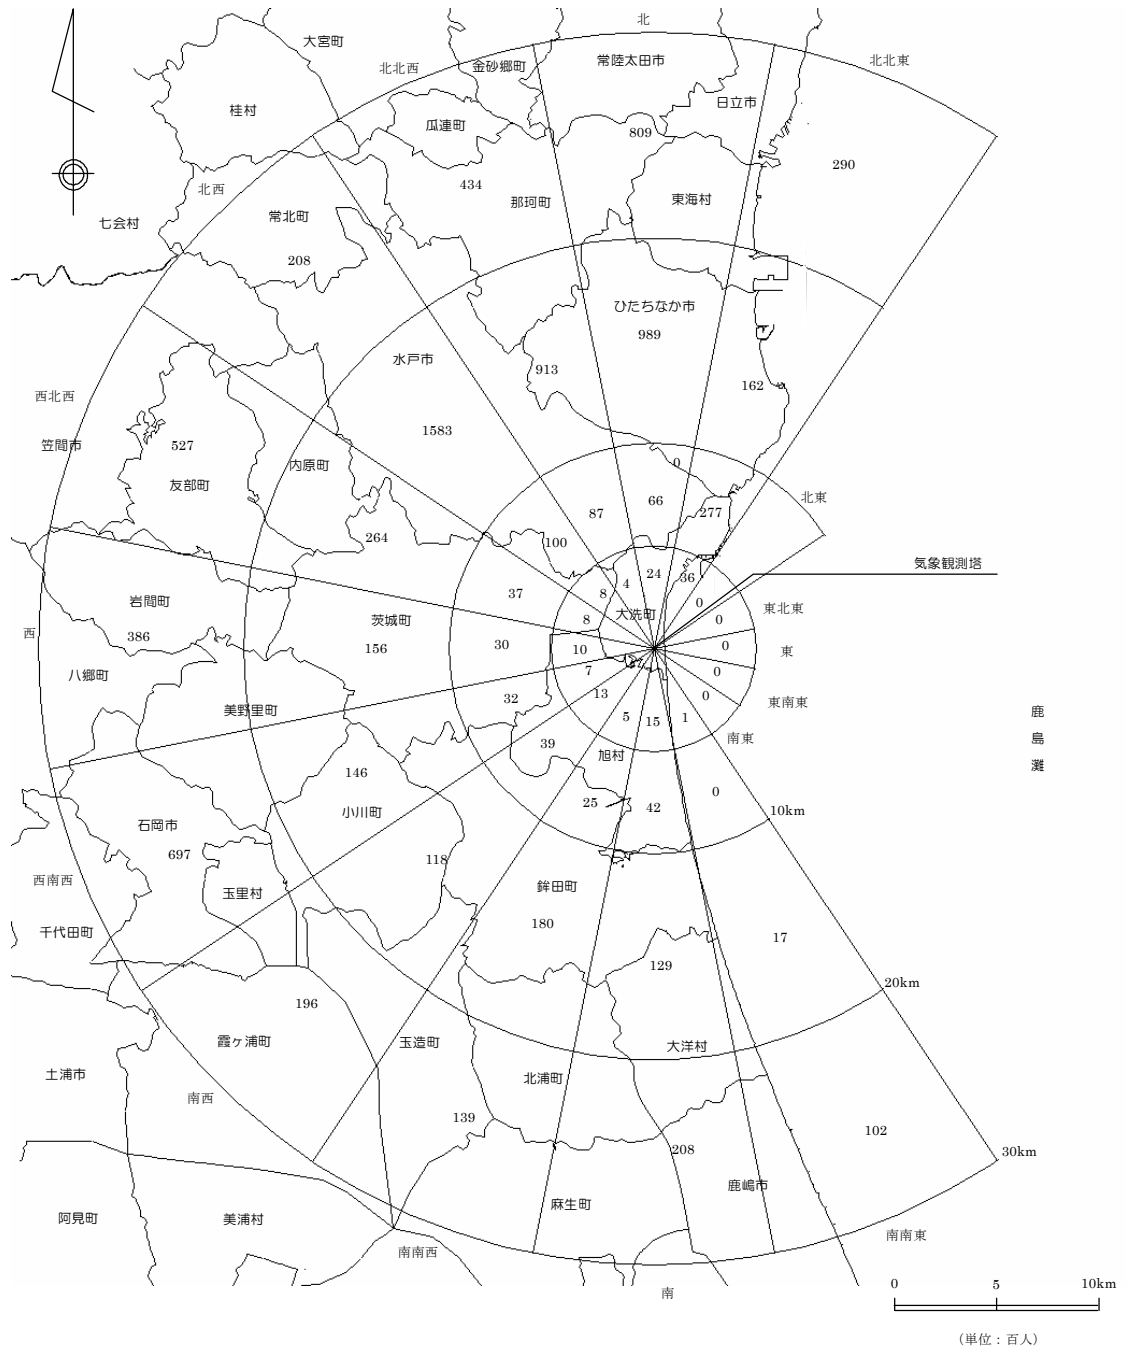 北
大宮町
常陸太田市
北北東
金砂郷町
北北西
日立市
桂村
瓜連町
809
290
434
北西
那珂町
東海村
常北町
七会村
208
ひたちなか市
989
水戸市
913
162
西北西
1583
笠間市
527
内原町
0
友部町
北東
66
277
87
264
100
気象観測塔
24
36
4
37
8
岩間町
0
東北東
大洗町
茨城町
8
0
西
386
156
30
10
0
東
7
0
八郷町
13
0
32
東南東
美野里町
5
15
1
鹿
島
灘
南東
39
旭村
146
0
25
42
小川町
10km
石岡市
697
118
西南西
玉里村
鉾田町
180
千代田町
17
129
20km
196
霞ヶ浦町
玉造町
大洋村
土浦市
北浦町
南西
139
102
208
30km
鹿嶋市
麻生町
阿見町
美浦村
南南東
南南西
南
0 5 10km
(単位：百人)